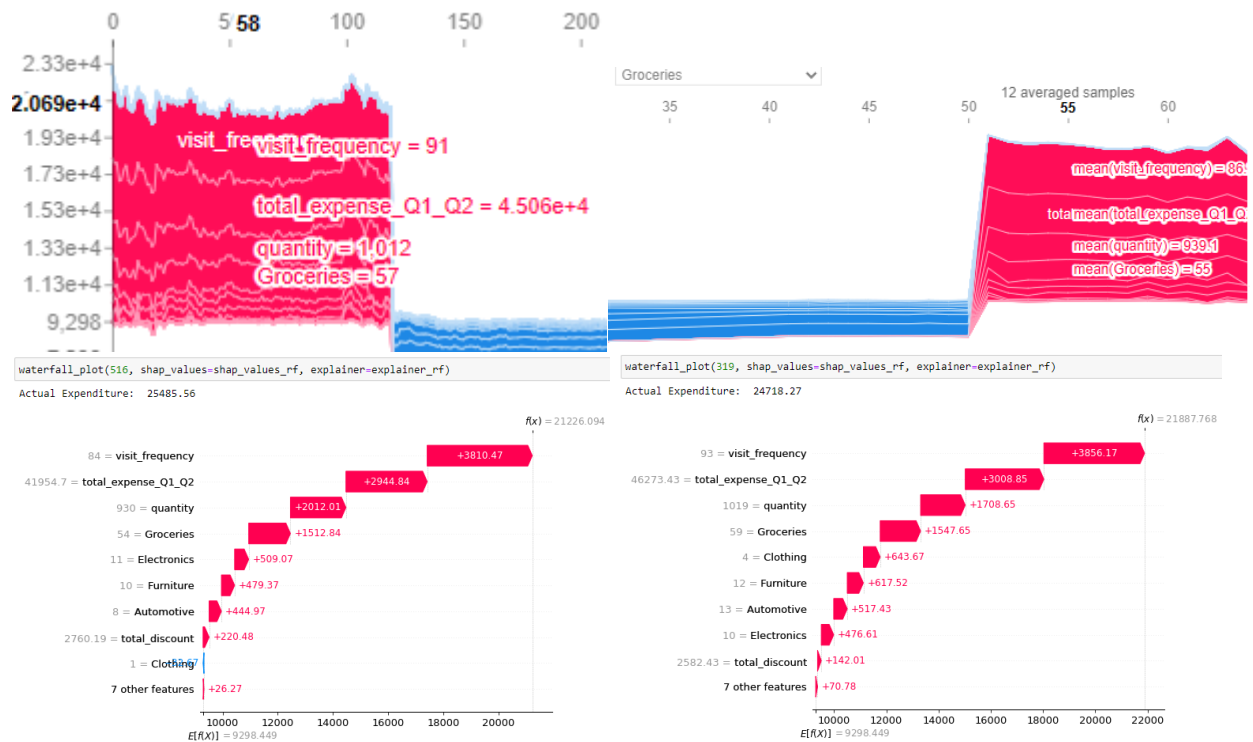 0
58
100
150
200
2.33e+4
2.069e+4
1.93e+4
1.73e+4
1.53e+4
1.33e+4
1.13e+4
9,298
visit_frequency = 91
total_expense_Q1_Q2 = 4.506e+4
quantity = 1,012
Groceries = 57
Groceries
12 averaged samples
35
40
45
50
55
60
mean(visit_frequency) = 86.
mean(total_expense_Q1_Q2
mean(quantity) = 939.1
mean(Groceries) = 55
waterfall_plot(516, shap_values=shap_values_rf, explainer=explainer_rf)
Actual Expenditure: 25485.56
f(x) = 21226.094
84 = visit_frequency
+3810.47
41954.7 = total_expense_Q1_Q2
+2944.84
930 = quantity
+2012.01
54 = Groceries
+1512.84
11 = Electronics
+509.07
10 = Furniture
+479.37
8 = Automotive
+444.97
2760.19 = total_discount
+220.48
1 = Clothing
7 other features
+26.27
10000
12000
14000
16000
18000
20000
E[f(X)] = 9298.449
waterfall_plot(319, shap_values=shap_values_rf, explainer=explainer_rf)
Actual Expenditure: 24718.27
f(x) = 21887.768
93 = visit_frequency
+3856.17
46273.43 = total_expense_Q1_Q2
+3008.85
1019 = quantity
+1708.65
59 = Groceries
+1547.65
4 = Clothing
+643.67
12 = Furniture
+617.52
13 = Automotive
+517.43
10 = Electronics
+476.61
2582.43 = total_discount
+142.01
7 other features
+70.78
10000
12000
14000
16000
18000
20000
22000
E[f(X)] = 9298.449